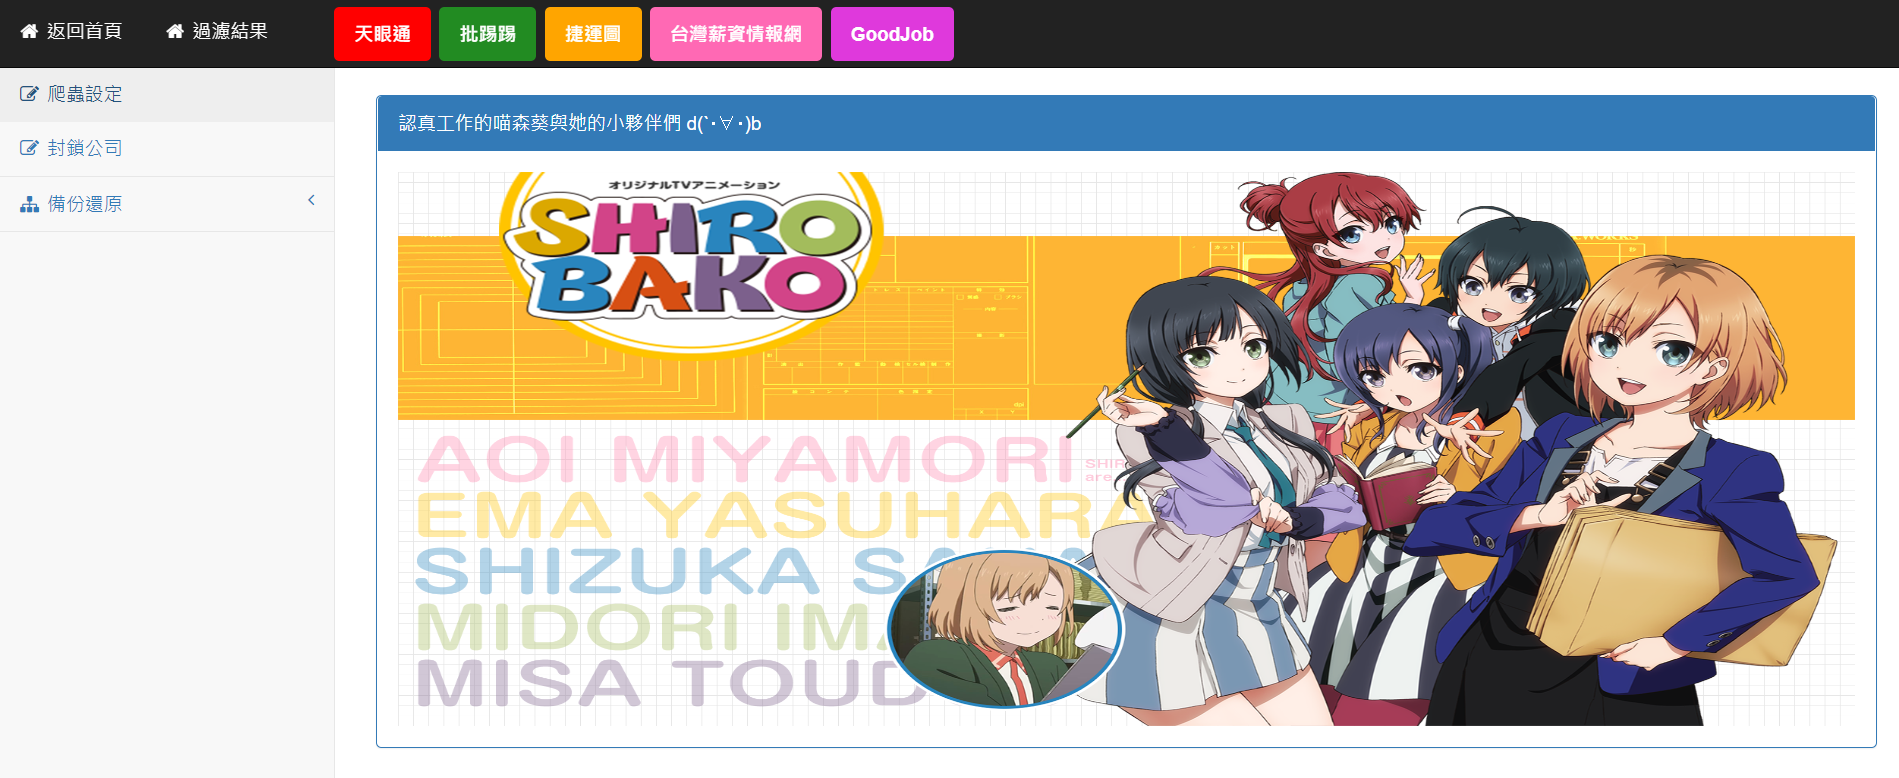 返回首頁
過濾結果
天眼通
批踢踢
捷運圖
台灣薪資情報網
GoodJob
爬蟲設定
封鎖公司
備份還原
認真工作的喵森葵與她的小夥伴們 d(`･∀･)b
オリジナルTVアニメーション
SHIRO
BAKO
AOI MIYAMORI
SHIR
are
EMA YASUHARA
SHIZUKA S
MIDORI IMA
MISA TOUD